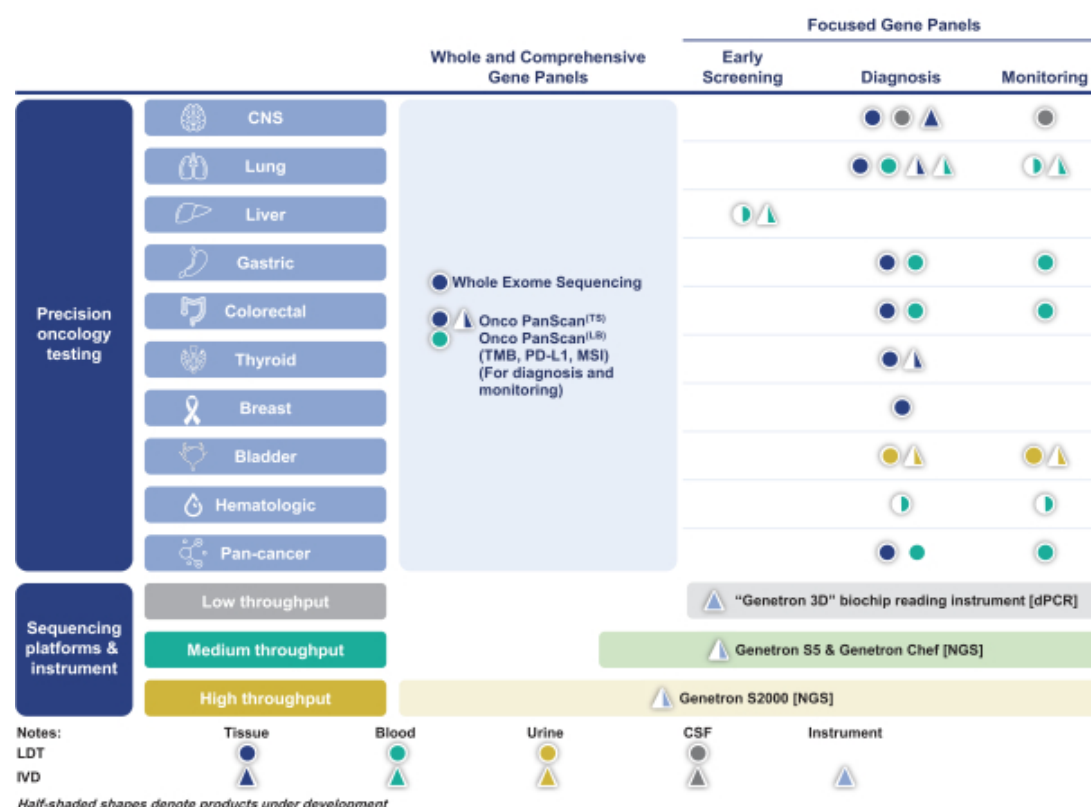 Focused Gene Panels
Whole and Comprehensive
Gene Panels
Early
Screening
Diagnosis
Monitoring
Precision
oncology
testing
CNS
Lung
Liver
Gastric
Colorectal
Thyroid
Breast
Bladder
Hematologic
Pan-cancer
Whole Exome Sequencing
Onco PanScan(TS)
Onco PanScan(LB)
(TMB, PD-L1, MSI)
(For diagnosis and
monitoring)
Sequencing
platforms &
instrument
Low throughput
"Genetron 3D" biochip reading instrument [dPCR]
Medium throughput
Genetron S5 & Genetron Chef [NGS]
High throughput
Genetron S2000 [NGS]
Notes: Tissue Blood Urine CSF Instrument
LDT
IVD
Half-shaded shapes denote products under development